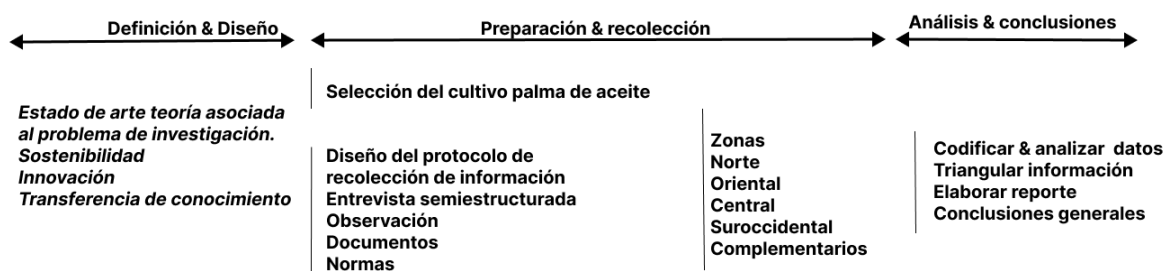 Definición & Diseño
Preparación & recolección
Análisis & conclusiones
Estado de arte teoría asociada
al problema de investigación.
Sostenibilidad
Innovación
Transferencia de conocimiento
Selección del cultivo palma de aceite
Diseño del protocolo de
recolección de información
Entrevista semiestructurada
Observación
Documentos
Normas
Zonas
Norte
Oriental
Central
Suroccidental
Complementarios
Codificar & analizar datos
Triangular información
Elaborar reporte
Conclusiones generales